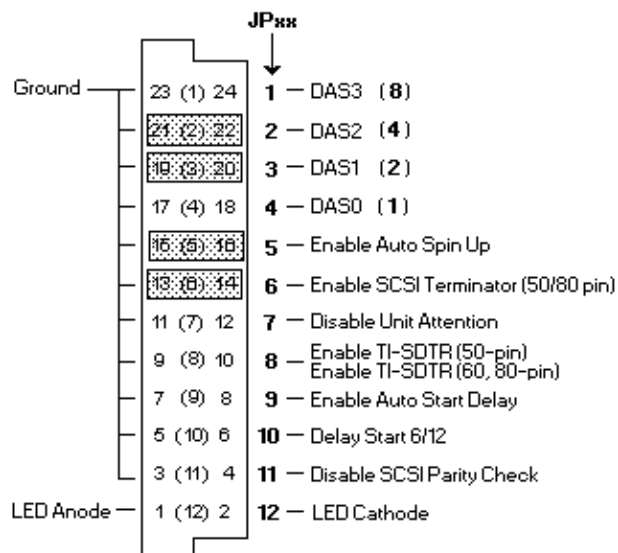 JPxx
Ground 23 (1) 24 1 DAS3 (8)
21 (2) 22 2 DAS2 (4)
19 (3) 20 3 DAS1 (2)
17 (4) 18 4 DAS0 (1)
15 (5) 16 5 Enable Auto Spin Up
13 (6) 14 6 Enable SCSI Terminator (50/80 pin)
11 (7) 12 7 Disable Unit Attention
9 (8) 10 8 Enable TI-SDTR (50-pin)
Enable TI-SDTR (60, 80-pin)
7 (9) 8 9 Enable Auto Start Delay
5 (10) 6 10 Delay Start 6/12
3 (11) 4 11 Disable SCSI Parity Check
LED Anode 1 (12) 2 12 LED Cathode